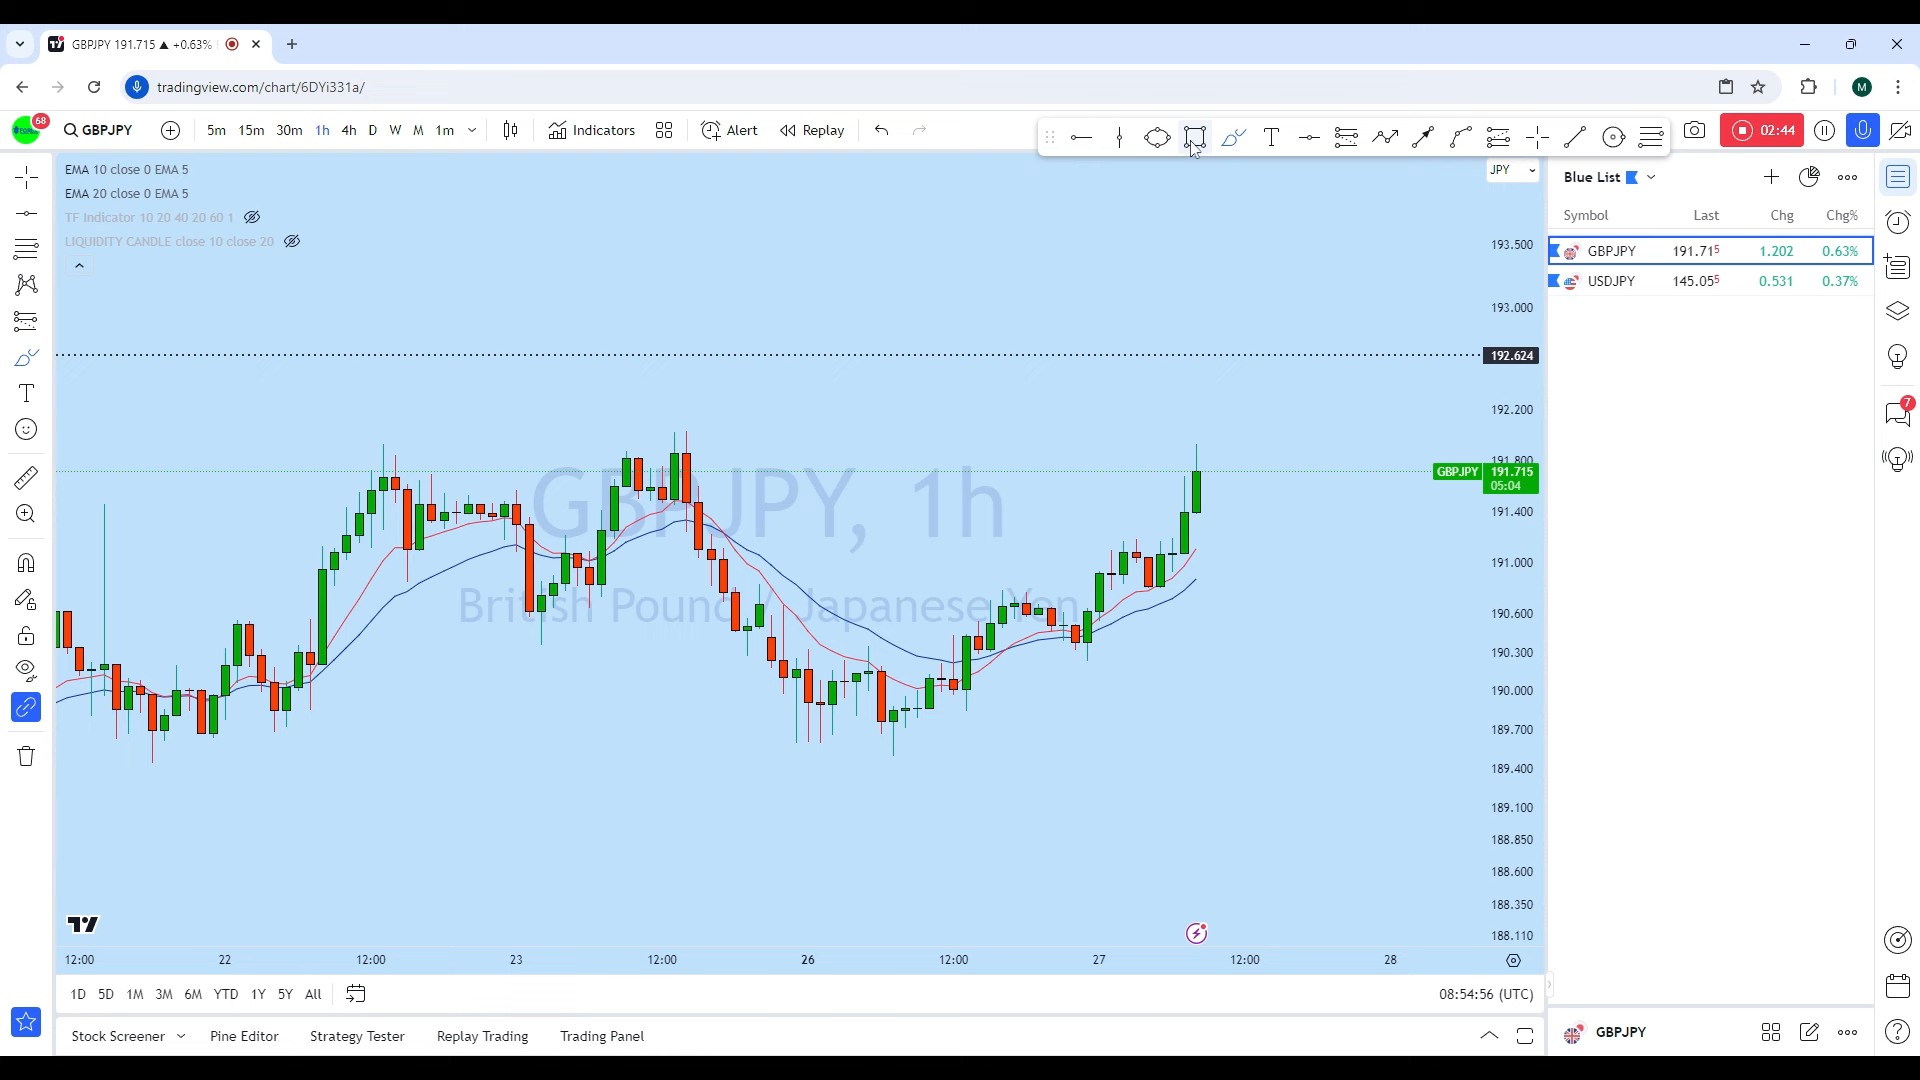 GBPJPY 191.715 ▲ +0.63%
tradingview.com/chart/6DYi331a/
68
GBPJPY
5m 15m 30m 1h 4h D W M 1m
Indicators
Alert
Replay
02:44
M
EMA 10 close 0 EMA 5
EMA 20 close 0 EMA 5
TF Indicator 10 20 40 20 60 1
LIQUIDITY CANDLE close 10 close 20
JPY
Blue List
Symbol Last Chg Chg%
GBPJPY 191.715 1.202 0.63%
USDJPY 145.055 0.531 0.37%
7
GBPJPY, 1h
British Pound / Japanese Yen
193.500
193.000
192.624
192.200
191.800
GBPJPY 191.715
05:04
191.400
191.000
190.600
190.300
190.000
189.700
189.400
189.100
188.850
188.600
188.350
188.110
12:00 22 12:00 23 12:00 26 12:00 27 12:00 28
1D 5D 1M 3M 6M YTD 1Y 5Y All
08:54:56 (UTC)
Stock Screener Pine Editor Strategy Tester Replay Trading Trading Panel
GBPJPY